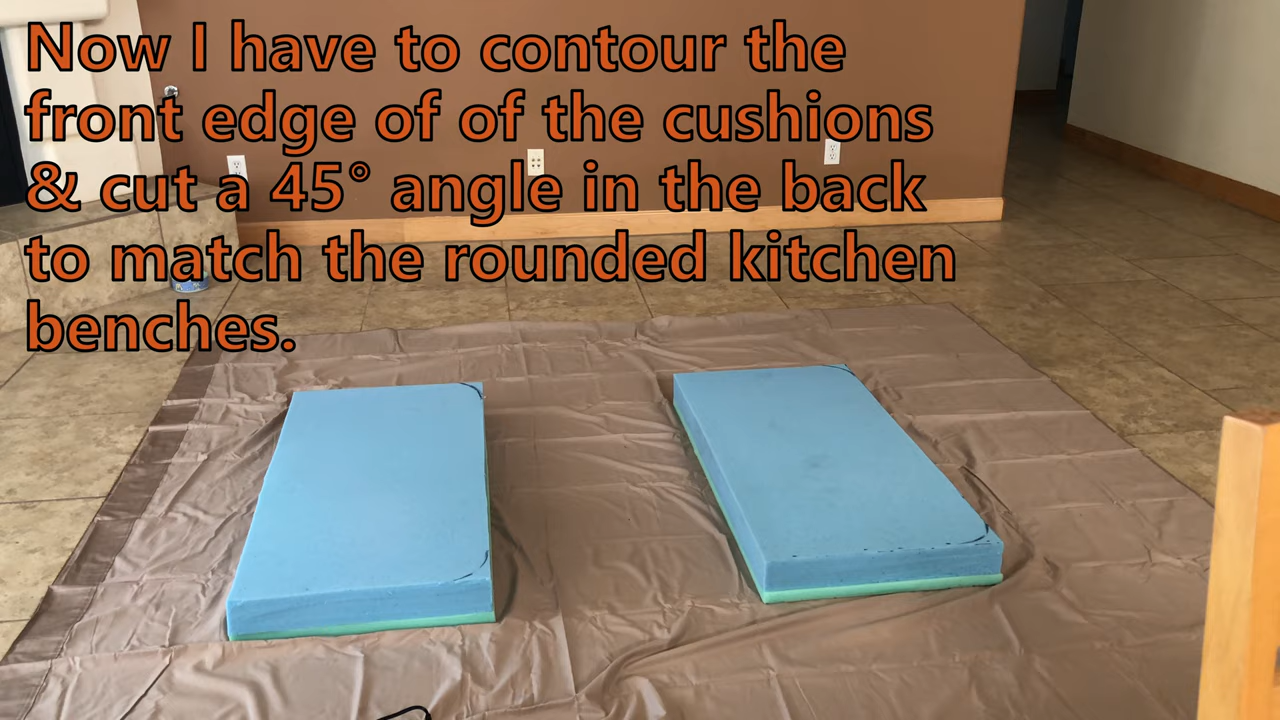 Now I have to contour the
front edge of of the cushions
& cut a 45° angle in the back
to match the rounded kitchen
benches.